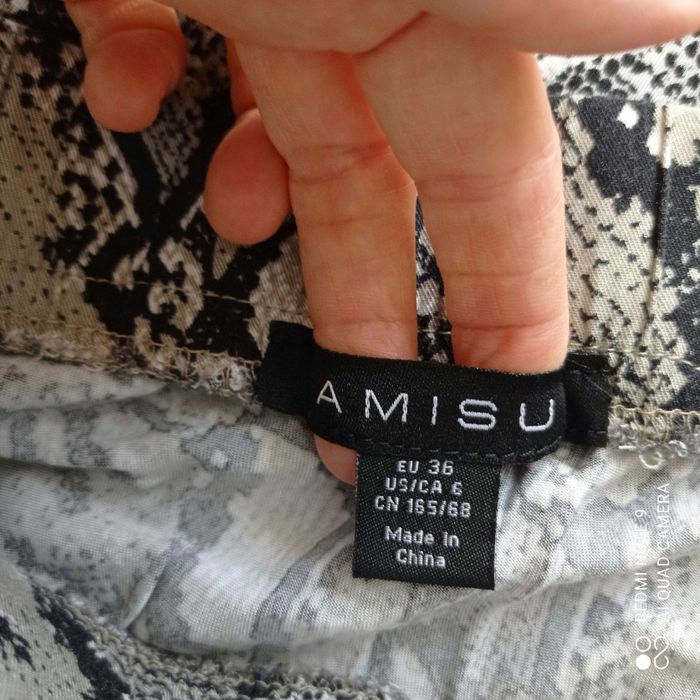 AMISU
EU 36
US/CA 6
CN 165/68
Made in
China
REDMI NOTE 9
AI QUAD CAMERA